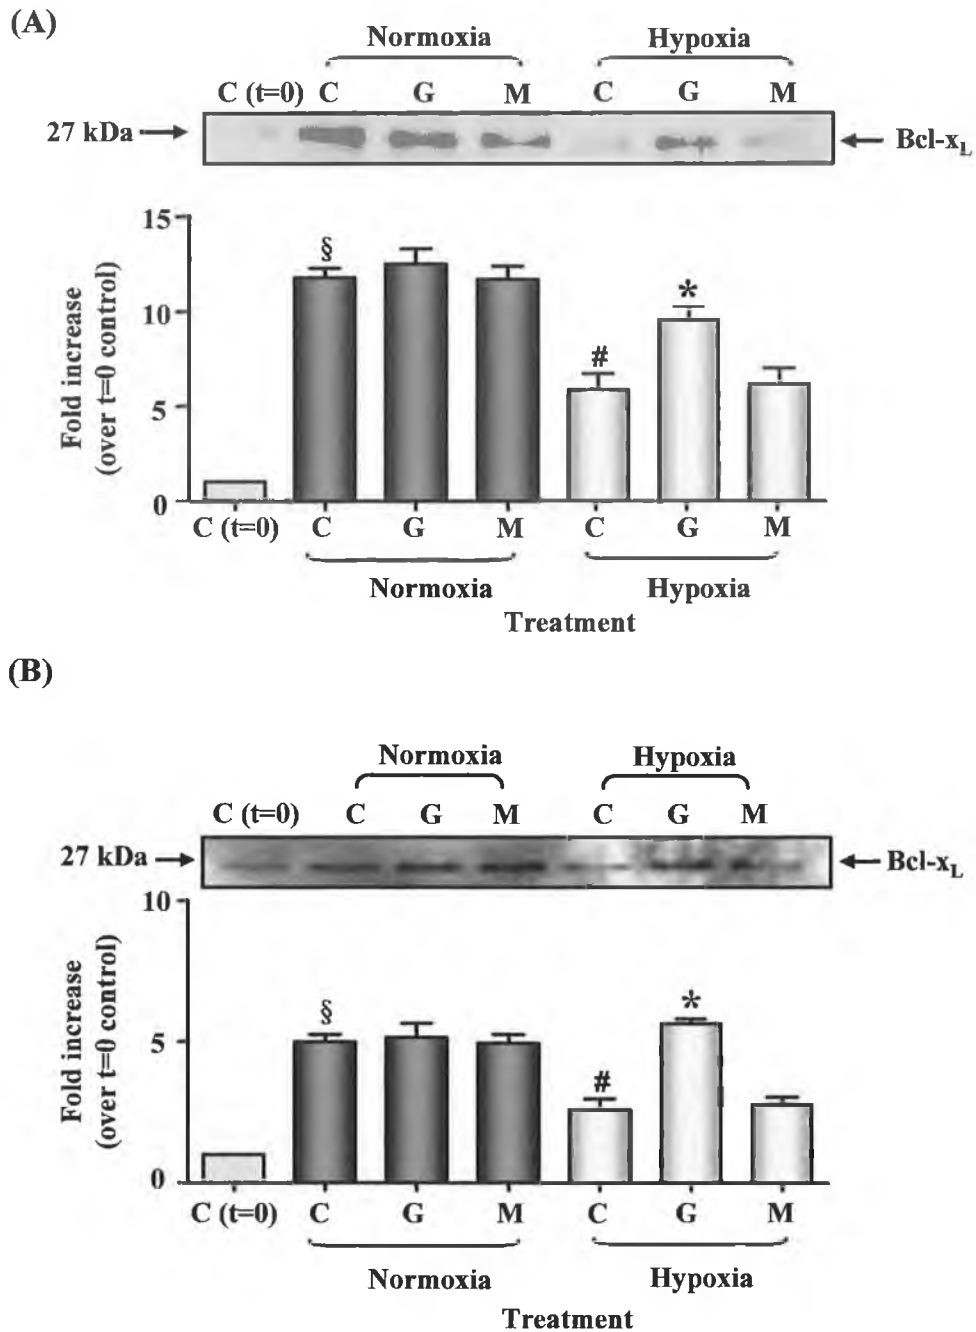 (A)
Normoxia Hypoxia
C (t=0) C G M C G M
27 kDa Bcl-xL
15
10
5
0
Fold increase
(over t=0 control)
§ # *
C (t=0) C G M C G M
Normoxia Hypoxia
Treatment
(B)
Normoxia Hypoxia
C (t=0) C G M C G M
27 kDa Bcl-xL
10
5
0
Fold increase
(over t=0 control)
§ # *
C (t=0) C G M C G M
Normoxia Hypoxia
Treatment